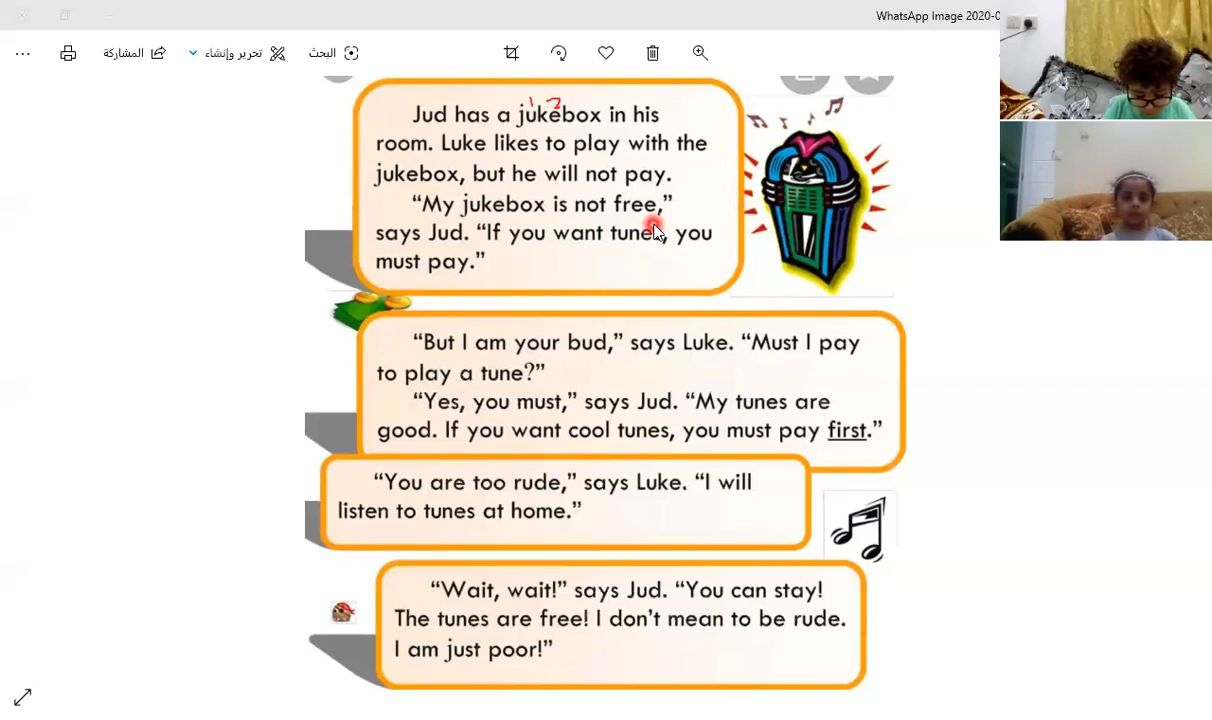 WhatsApp Image 2020-0
المشاركة
تحرير وإنشاء
البحث
1 2
Jud has a jukebox in his
room. Luke likes to play with the
jukebox, but he will not pay.
“My jukebox is not free,”
says Jud. “If you want tunes, you
must pay.”
“But I am your bud,” says Luke. “Must I pay
to play a tune?”
“Yes, you must,” says Jud. “My tunes are
good. If you want cool tunes, you must pay first.”
“You are too rude,” says Luke. “I will
listen to tunes at home.”
“Wait, wait!” says Jud. “You can stay!
The tunes are free! I don’t mean to be rude.
I am just poor!”